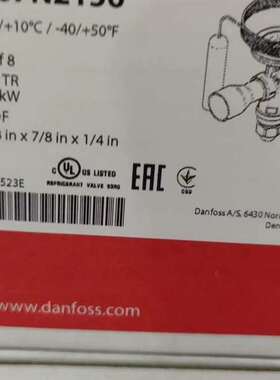 /+10°C / -40/+50°F
f 8
TR
kW
in x 7/8 in x 1/4 in
C UL US LISTED
REFRIGERANT VALVE
EAC
523E
Danfoss A/S, 6430 Nor
Den
www.danfoss.com